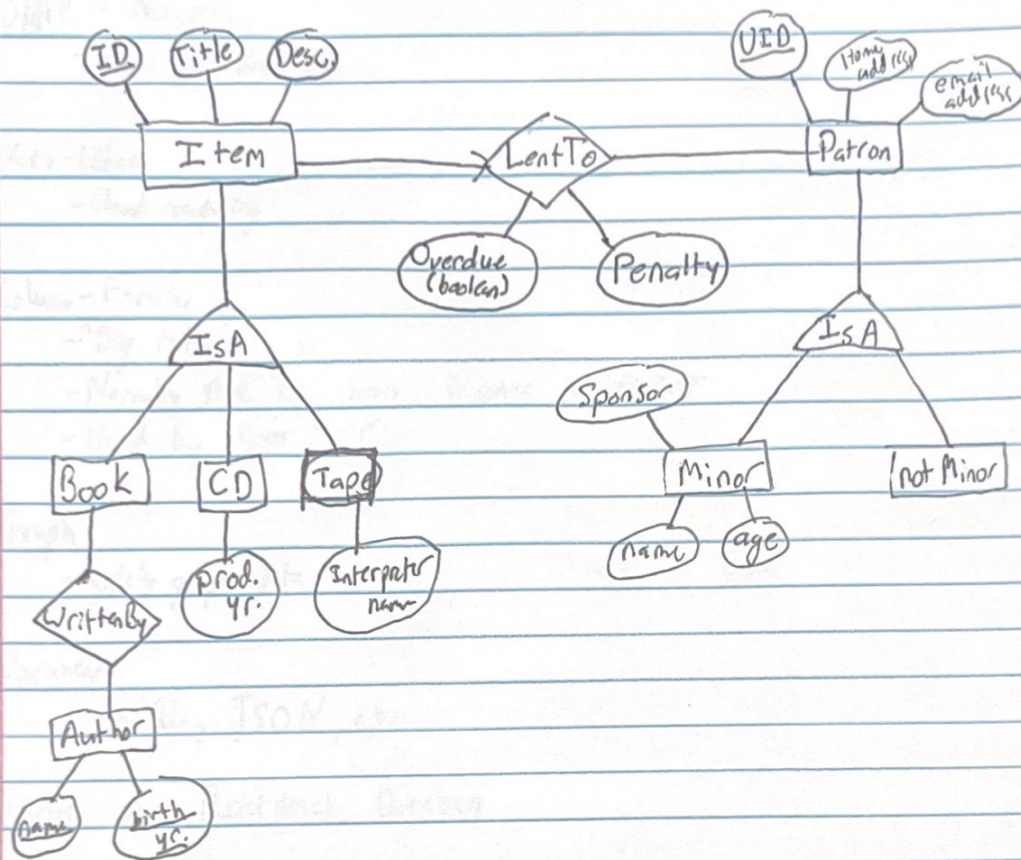 ID
Title
Desc.
UID
Home
address
email
address
Item
LentTo
Patron
Overdue
(boolean)
Penalty
IsA
IsA
Sponsor
Book
CD
Tape
Minor
not Minor
prod.
yr.
Interpreter
name
name
age
WrittenBy
Author
name
birth
yr.